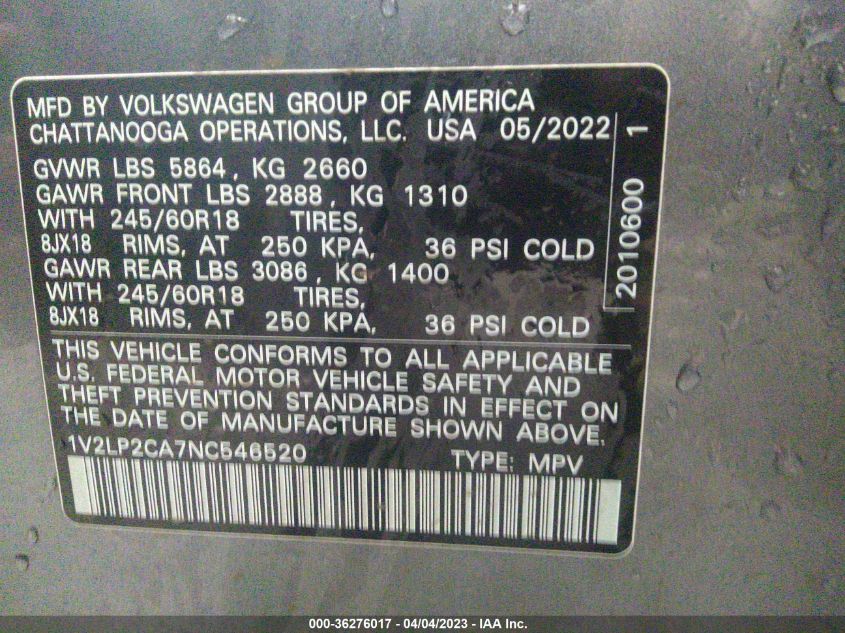 MFD BY VOLKSWAGEN GROUP OF AMERICA
CHATTANOOGA OPERATIONS, LLC. USA 05/2022
GVWR LBS 5864, KG 2660
GAWR FRONT LBS 2888, KG 1310
WITH 245/60R18 TIRES,
8JX18 RIMS, AT 250 KPA, 36 PSI COLD
GAWR REAR LBS 3086, KG 1400
WITH 245/60R18 TIRES,
8JX18 RIMS, AT 250 KPA, 36 PSI COLD
2010600 1
THIS VEHICLE CONFORMS TO ALL APPLICABLE
U.S. FEDERAL MOTOR VEHICLE SAFETY AND
THEFT PREVENTION STANDARDS IN EFFECT ON
THE DATE OF MANUFACTURE SHOWN ABOVE.
1V2LP2CA7NC546520 TYPE: MPV
000-36276017 - 04/04/2023 - IAA Inc.